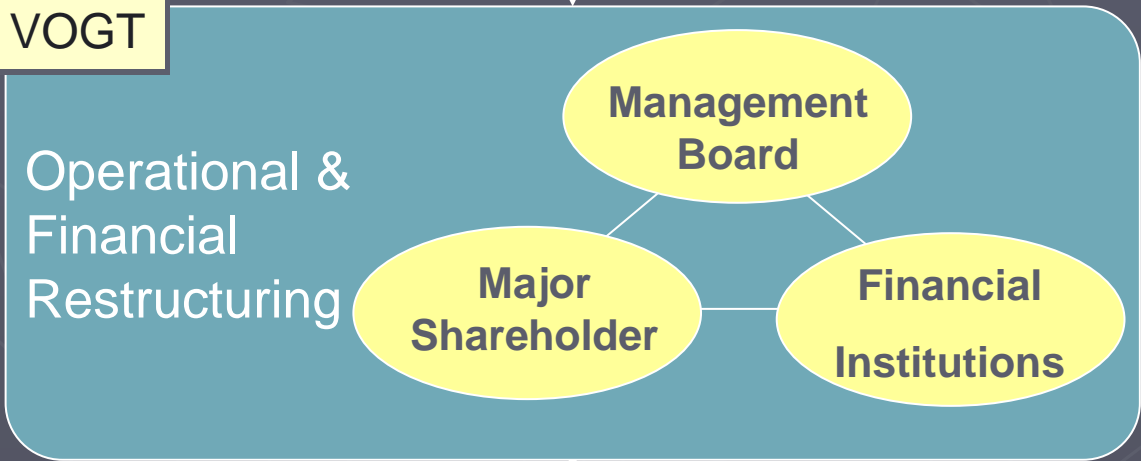 VOGT
Operational &
Financial
Restructuring
Management
Board
Major
Shareholder
Financial
Institutions